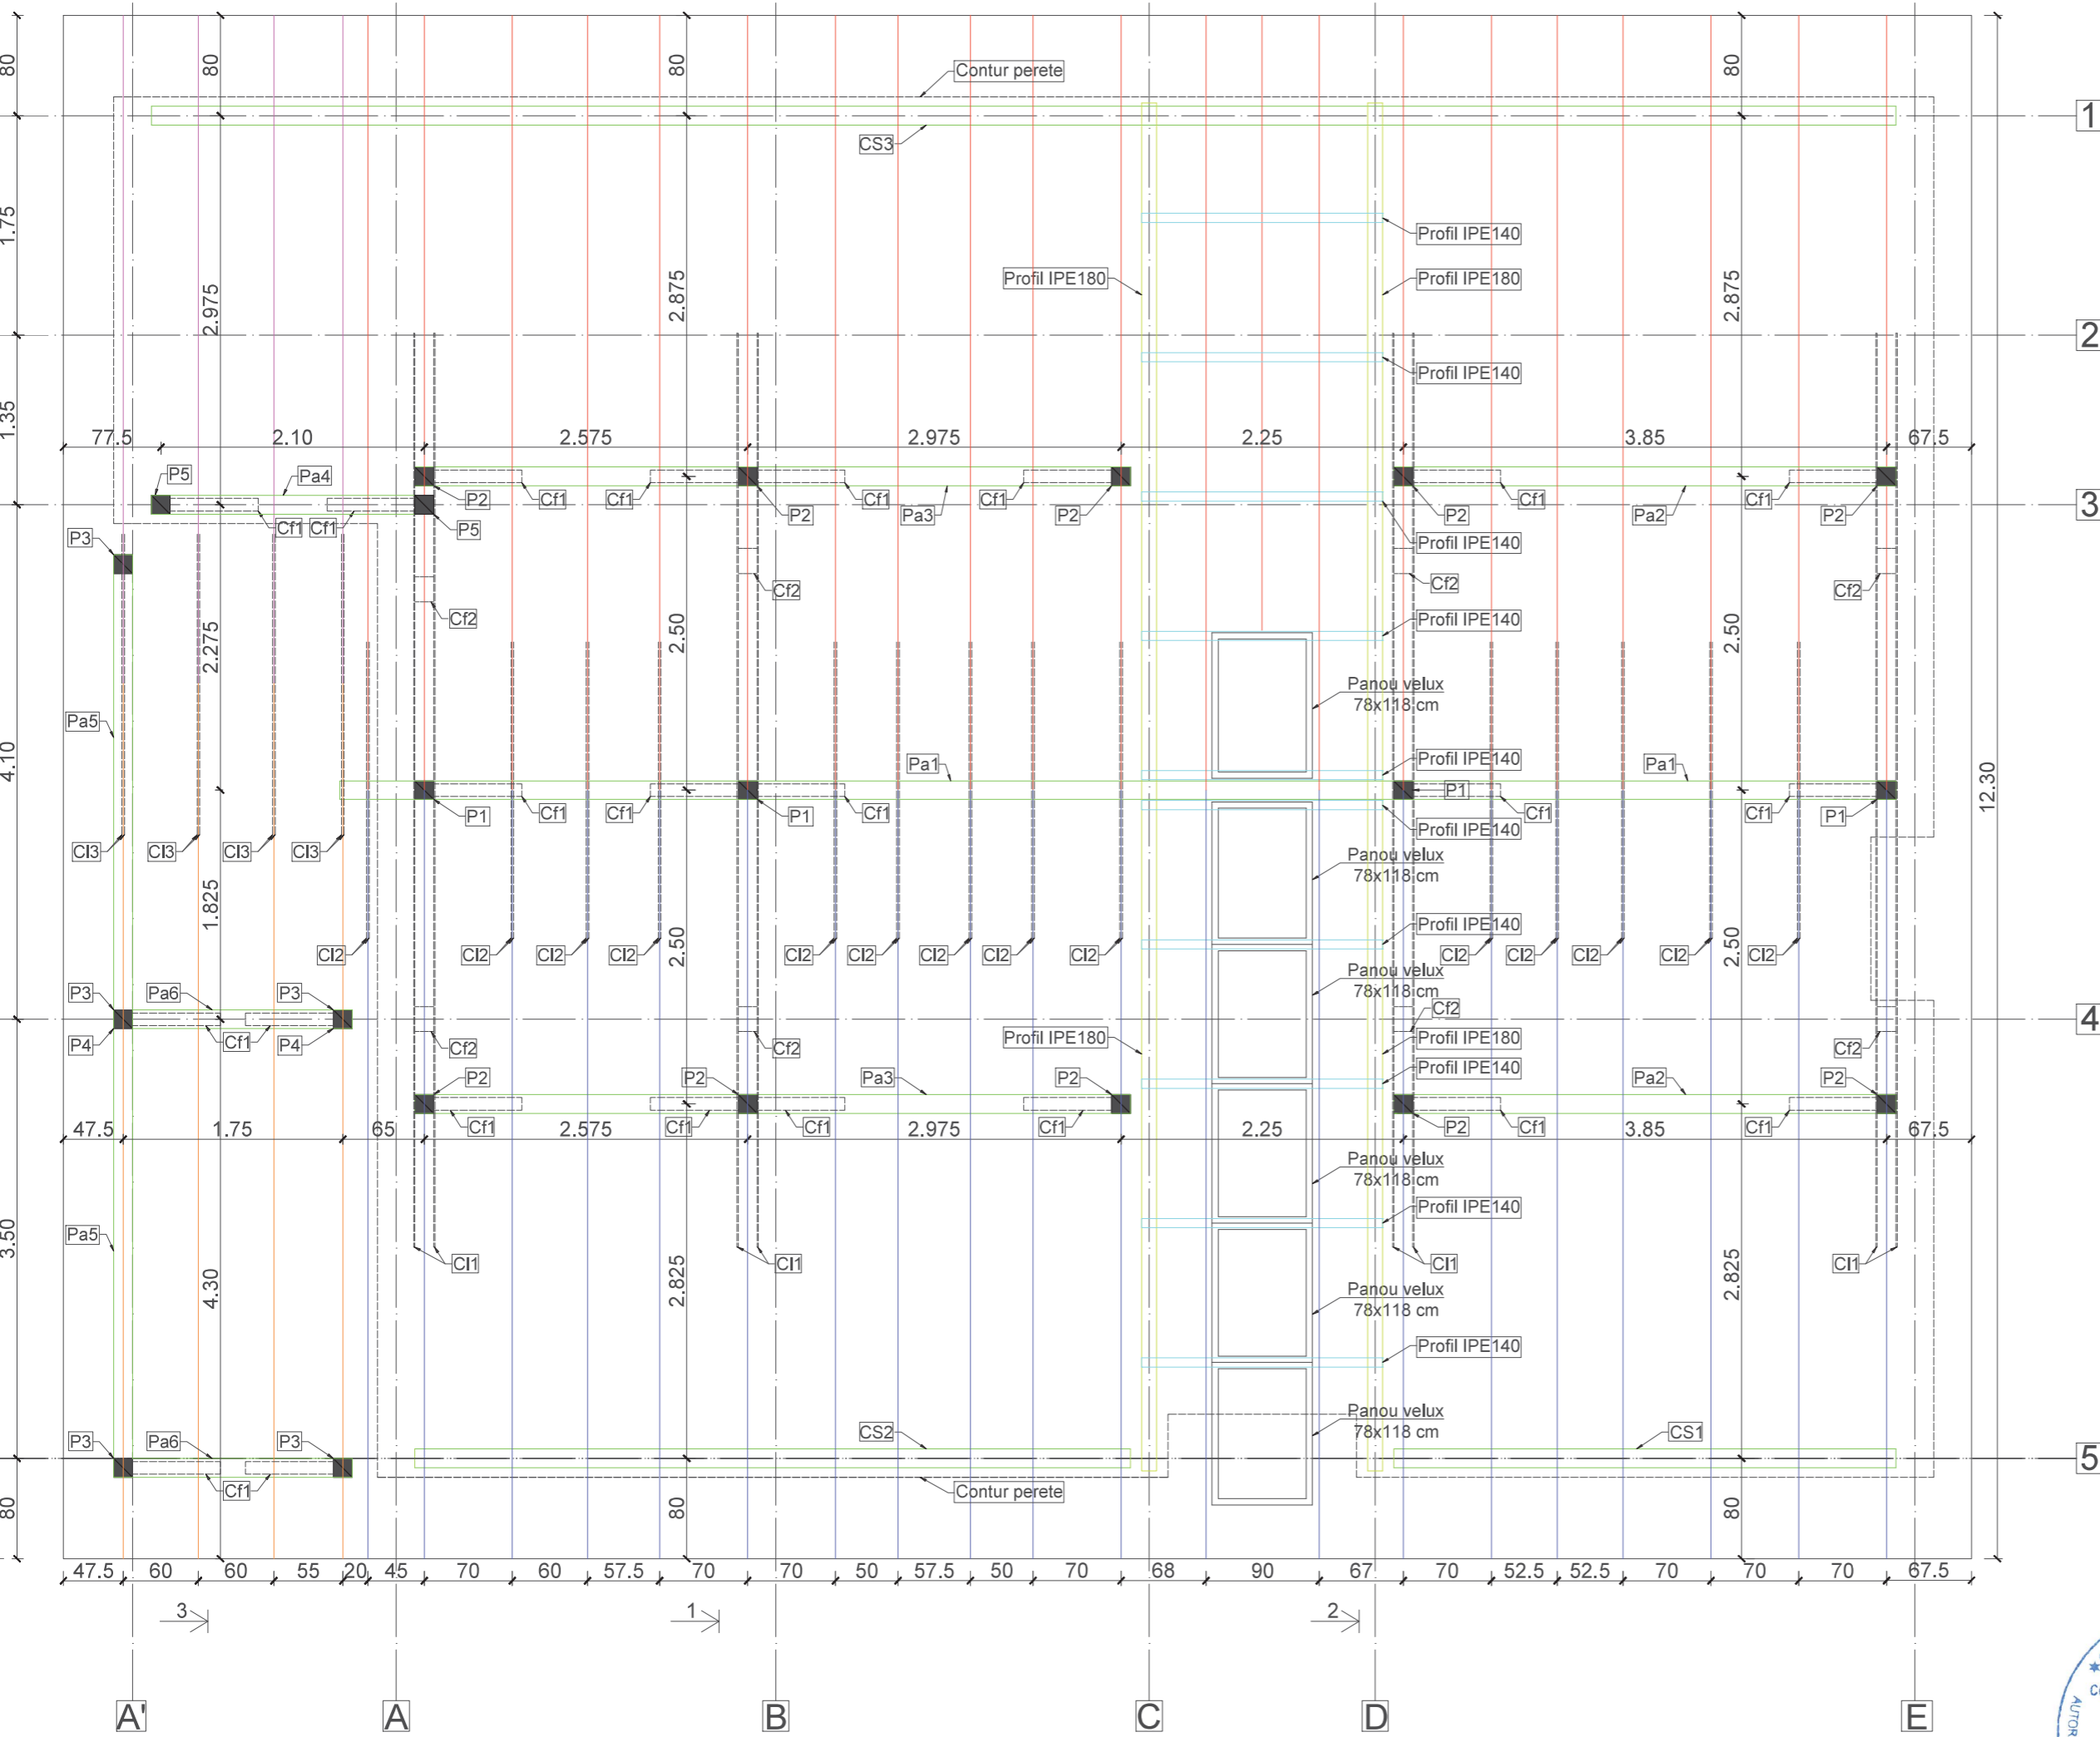 80
80
80
80
Contur perete
1
CS3
1.75
Profil IPE140
2.975
2.875
Profil IPE180
Profil IPE180
2.875
2
Profil IPE140
1.35
77.5
2.10
2.575
2.975
2.25
3.85
67.5
P5
Pa4
P2
Cf1
Cf1
Cf1
Cf1
Cf1
Cf1
3
Cf1
Cf1
P5
P2
Pa3
P2
P2
Pa2
P2
P3
Profil IPE140
Cf2
Cf2
Cf2
Cf2
2.275
2.50
Profil IPE140
2.50
Panou velux
78x118 cm
Pa5
4.10
Pa1
Profil IPE140
Pa1
12.30
P1
P1
Cf1
Cf1
P1
Cf1
Cf1
Cf1
P1
Profil IPE140
Cl3
Cl3
Cl3
Cl3
Panou velux
78x118 cm
1.825
2.50
Profil IPE140
2.50
Cl2
Cl2
Cl2
Cl2
Cl2
Cl2
Cl2
Cl2
Cl2
Cl2
Cl2
Cl2
Cl2
Cl2
Panou velux
78x118 cm
P3
Pa6
P3
Cf2
4
P4
Cf1
P4
Cf2
Cf2
Profil IPE180
Profil IPE180
Cf2
Profil IPE140
P2
P2
Pa3
P2
Pa2
P2
47.5
1.75
65
Cf1
2.575
Cf1
Cf1
2.975
Cf1
2.25
P2
Cf1
3.85
Cf1
67.5
Panou velux
78x118 cm
Profil IPE140
3.50
Pa5
4.30
Cl1
Cl1
2.825
Cl1
2.825
Cl1
Panou velux
78x118 cm
Profil IPE140
Panou velux
78x118 cm
P3
Pa6
P3
CS2
CS1
5
Cf1
Contur perete
80
80
80
47.5
60
60
55
20
45
70
60
57.5
70
70
50
57.5
50
70
68
90
67
70
52.5
52.5
70
70
70
67.5
3
1
2
A'
A
B
C
D
E
AUTOR